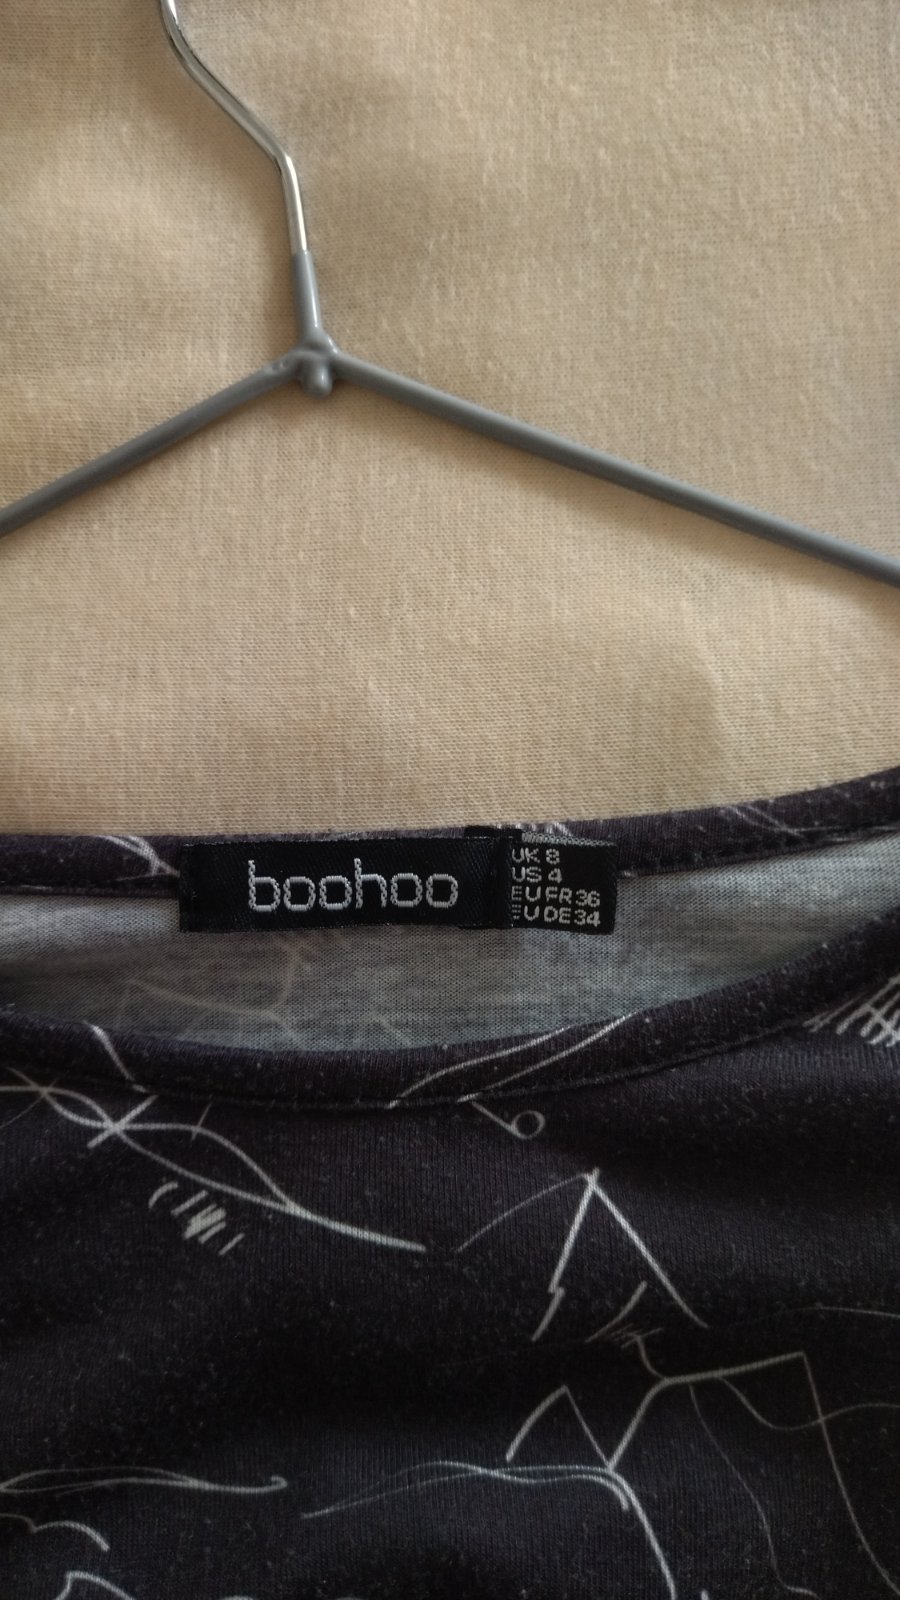 boohoo
UK 8
US 4
EU FR 36
EU DE 34